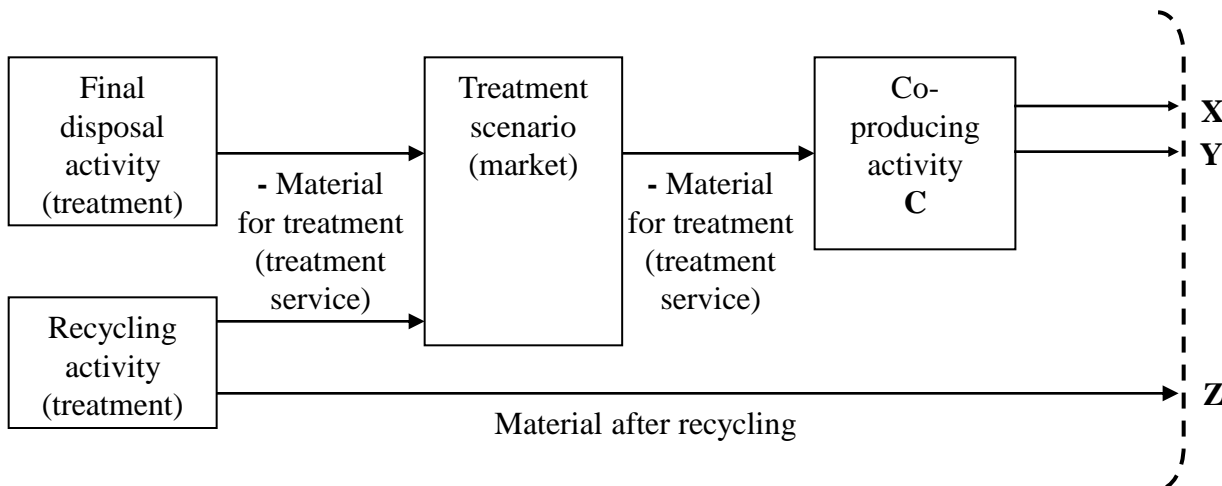 Final
disposal
activity
(treatment)
Treatment
scenario
(market)
Co-
producing
activity
C
X
Y
- Material
for treatment
(treatment
service)
- Material
for treatment
(treatment
service)
Recycling
activity
(treatment)
Z
Material after recycling